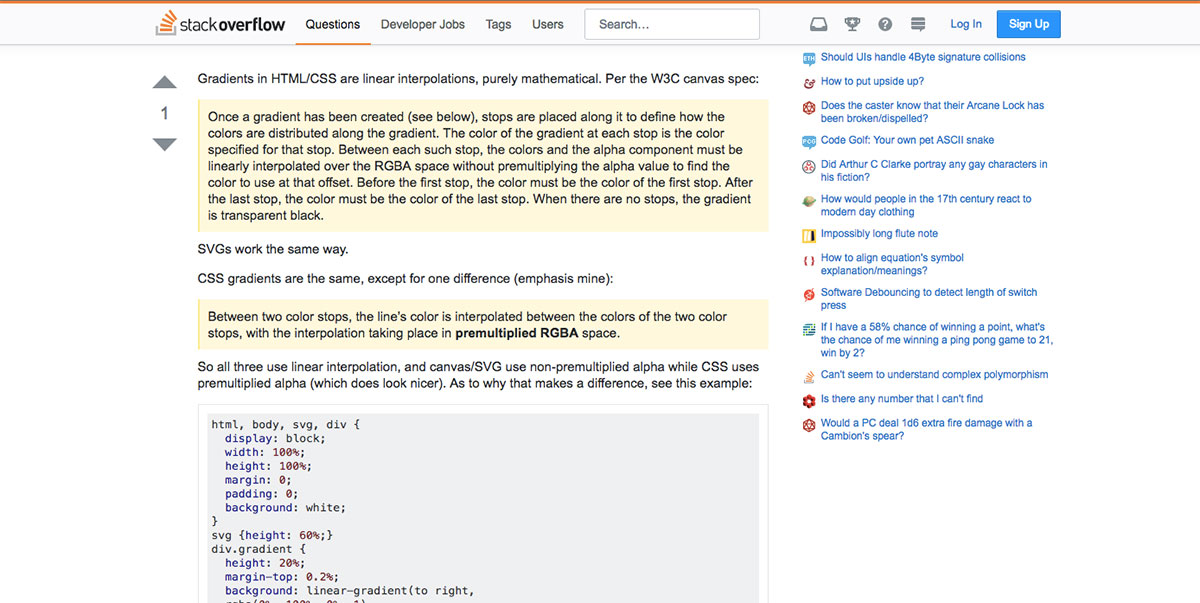 stackoverflow
Questions
Developer Jobs
Tags
Users
Search...
Log In
Sign Up
1
Gradients in HTML/CSS are linear interpolations, purely mathematical. Per the W3C canvas spec:
Once a gradient has been created (see below), stops are placed along it to define how the
colors are distributed along the gradient. The color of the gradient at each stop is the color
specified for that stop. Between each such stop, the colors and the alpha component must be
linearly interpolated over the RGBA space without premultiplying the alpha value to find the
color to use at that offset. Before the first stop, the color must be the color of the first stop. After
the last stop, the color must be the color of the last stop. When there are no stops, the gradient
is transparent black.
SVGs work the same way.
CSS gradients are the same, except for one difference (emphasis mine):
Between two color stops, the line's color is interpolated between the colors of the two color
stops, with the interpolation taking place in premultiplied RGBA space.
So all three use linear interpolation, and canvas/SVG use non-premultiplied alpha while CSS uses
premultiplied alpha (which does look nicer). As to why that makes a difference, see this example:
html, body, svg, div {
display: block;
width: 100%;
height: 100%;
margin: 0;
padding: 0;
background: white;
}
svg {height: 60%;}
div.gradient {
height: 20%;
margin-top: 0.2%;
background: linear-gradient(to right,
ETH
Should UIs handle 4Byte signature collisions
How to put upside up?
Does the caster know that their Arcane Lock has
been broken/dispelled?
PCG
Code Golf: Your own pet ASCII snake
Did Arthur C Clarke portray any gay characters in
his fiction?
How would people in the 17th century react to
modern day clothing
Impossibly long flute note
How to align equation's symbol
explanation/meanings?
Software Debouncing to detect length of switch
press
If I have a 58% chance of winning a point, what's
the chance of me winning a ping pong game to 21,
win by 2?
Can't seem to understand complex polymorphism
Is there any number that I can't find
Would a PC deal 1d6 extra fire damage with a
Cambion's spear?